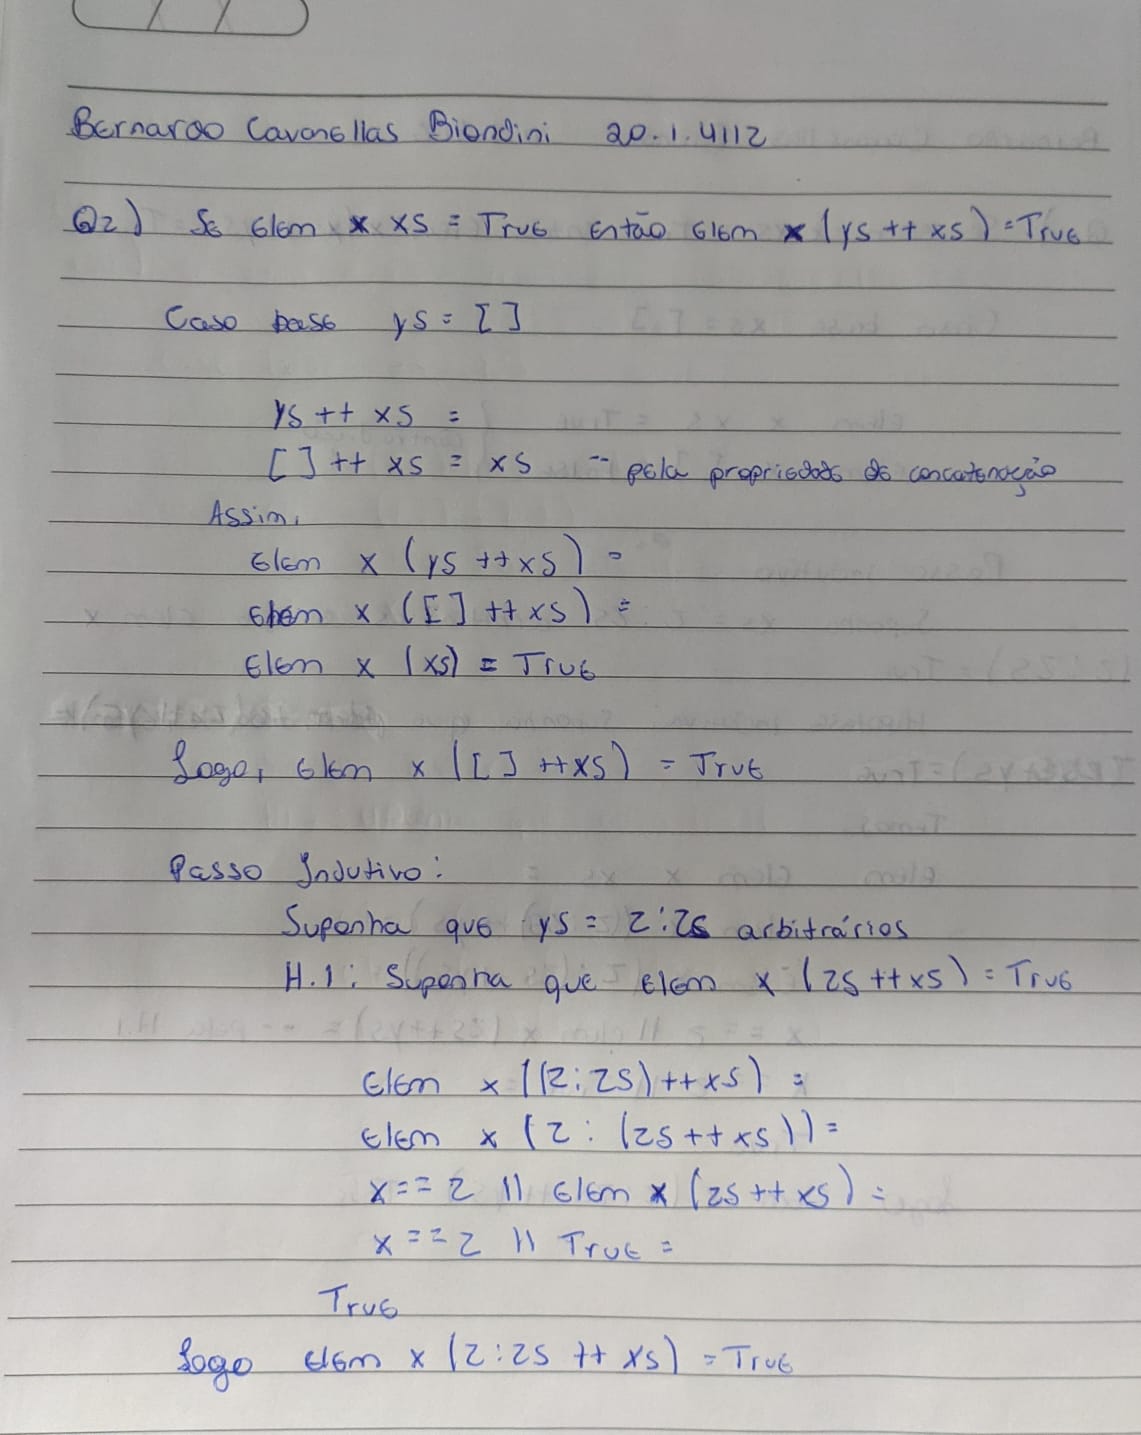 Bernardo Cavanellas Biondini 20.1.4112
Q2) Se elem x xs = True então elem x (ys ++ xs) = True
Caso base ys = []
ys ++ xs =
[] ++ xs = xs -- pela propriedade de concatenação
Assim,
elem x (ys ++ xs) =
elem x ([] ++ xs) =
elem x (xs) = True
Logo, elem x ([] ++ xs) = True
Passo Indutivo:
Suponha que ys = z:zs arbitrários
H.I: Suponha que elem x (zs ++ xs) = True
elem x ((z:zs) ++ xs) =
elem x (z : (zs ++ xs)) =
x == z || elem x (zs ++ xs) =
x == z || True =
True
Logo elem x (z:zs ++ xs) = True